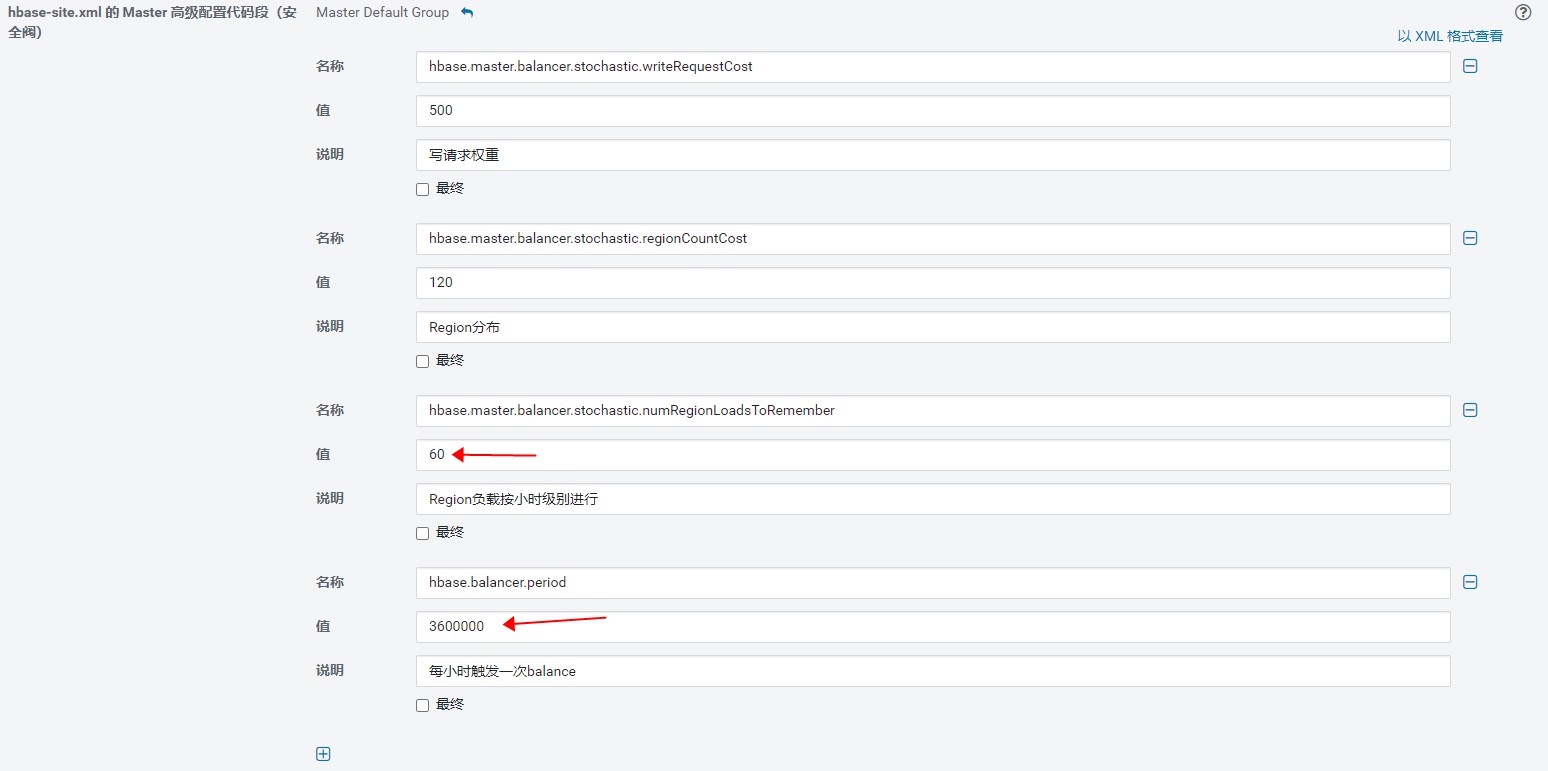 hbase-site.xml 的 Master 高级配置代码段（安全阀）
Master Default Group
以 XML 格式查看
名称 hbase.master.balancer.stochastic.writeRequestCost
值 500
说明 写请求权重
最终
名称 hbase.master.balancer.stochastic.regionCountCost
值 120
说明 Region分布
最终
名称 hbase.master.balancer.stochastic.numRegionLoadsToRemember
值 60
说明 Region负载按小时级别进行
最终
名称 hbase.balancer.period
值 3600000
说明 每小时触发一次balance
最终